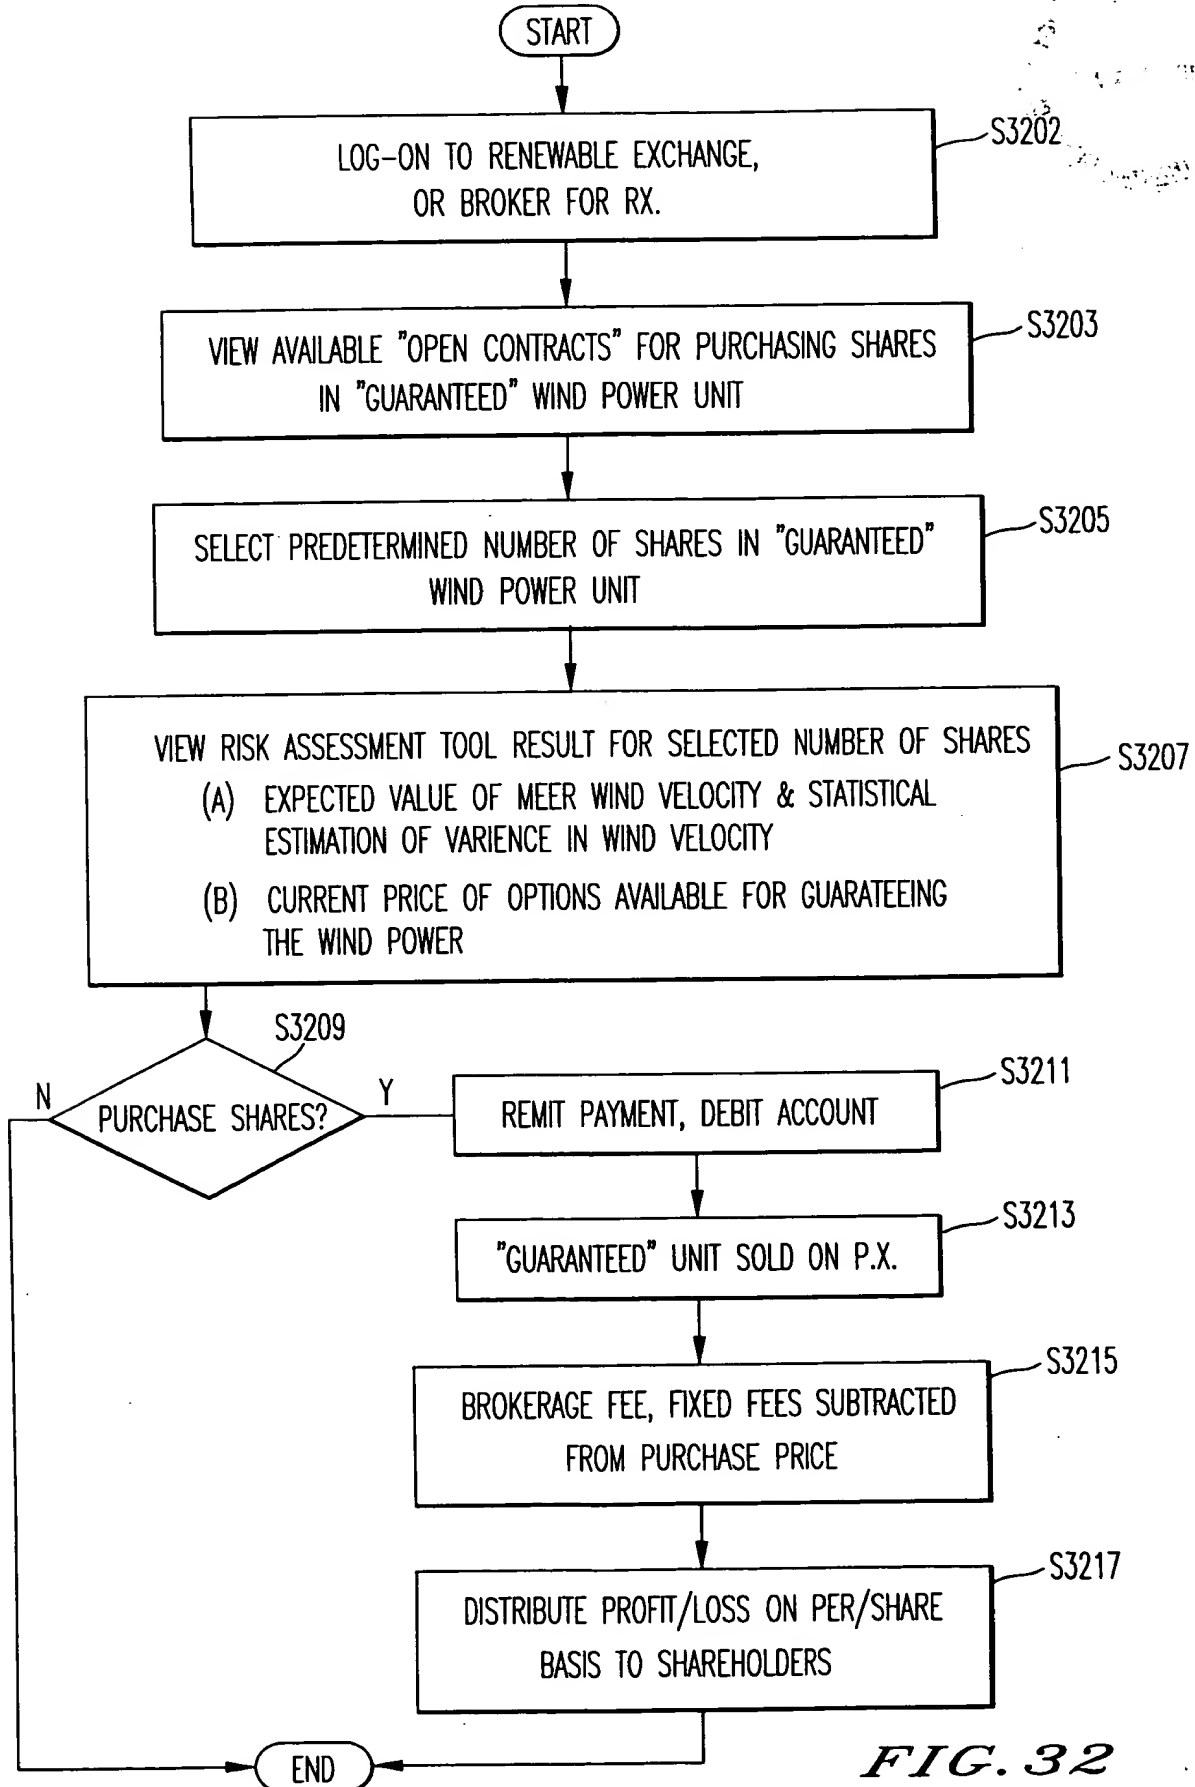 START
S3202
LOG-ON TO RENEWABLE EXCHANGE,
OR BROKER FOR RX.
S3203
VIEW AVAILABLE "OPEN CONTRACTS" FOR PURCHASING SHARES
IN "GUARANTEED" WIND POWER UNIT
S3205
SELECT PREDETERMINED NUMBER OF SHARES IN "GUARANTEED"
WIND POWER UNIT
S3207
VIEW RISK ASSESSMENT TOOL RESULT FOR SELECTED NUMBER OF SHARES
(A) EXPECTED VALUE OF MEER WIND VELOCITY & STATISTICAL
ESTIMATION OF VARIENCE IN WIND VELOCITY
(B) CURRENT PRICE OF OPTIONS AVAILABLE FOR GUARATEEING
THE WIND POWER
S3209
N
PURCHASE SHARES?
Y
S3211
REMIT PAYMENT, DEBIT ACCOUNT
S3213
"GUARANTEED" UNIT SOLD ON P.X.
S3215
BROKERAGE FEE, FIXED FEES SUBTRACTED
FROM PURCHASE PRICE
S3217
DISTRIBUTE PROFIT/LOSS ON PER/SHARE
BASIS TO SHAREHOLDERS
END
FIG. 32